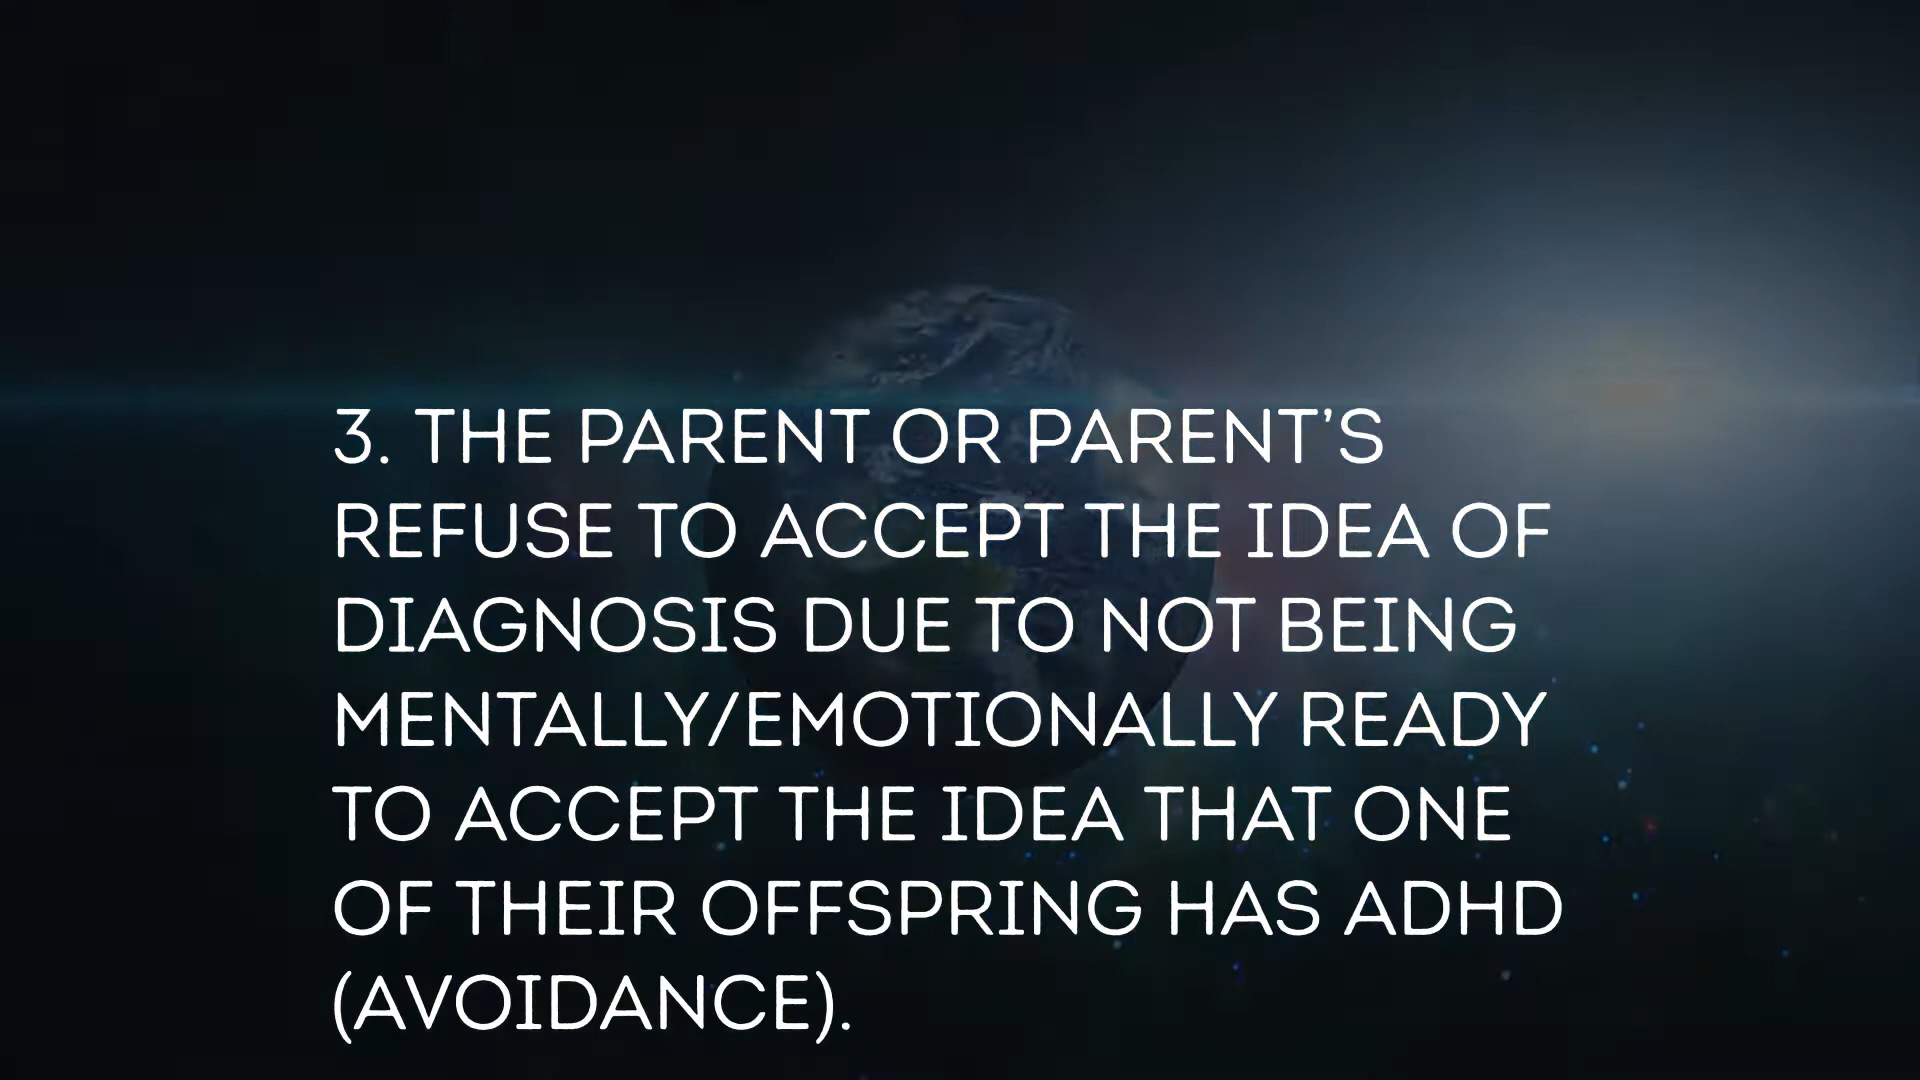 3. THE PARENT OR PARENT’S
REFUSE TO ACCEPT THE IDEA OF
DIAGNOSIS DUE TO NOT BEING
MENTALLY/EMOTIONALLY READY
TO ACCEPT THE IDEA THAT ONE
OF THEIR OFFSPRING HAS ADHD
(AVOIDANCE).